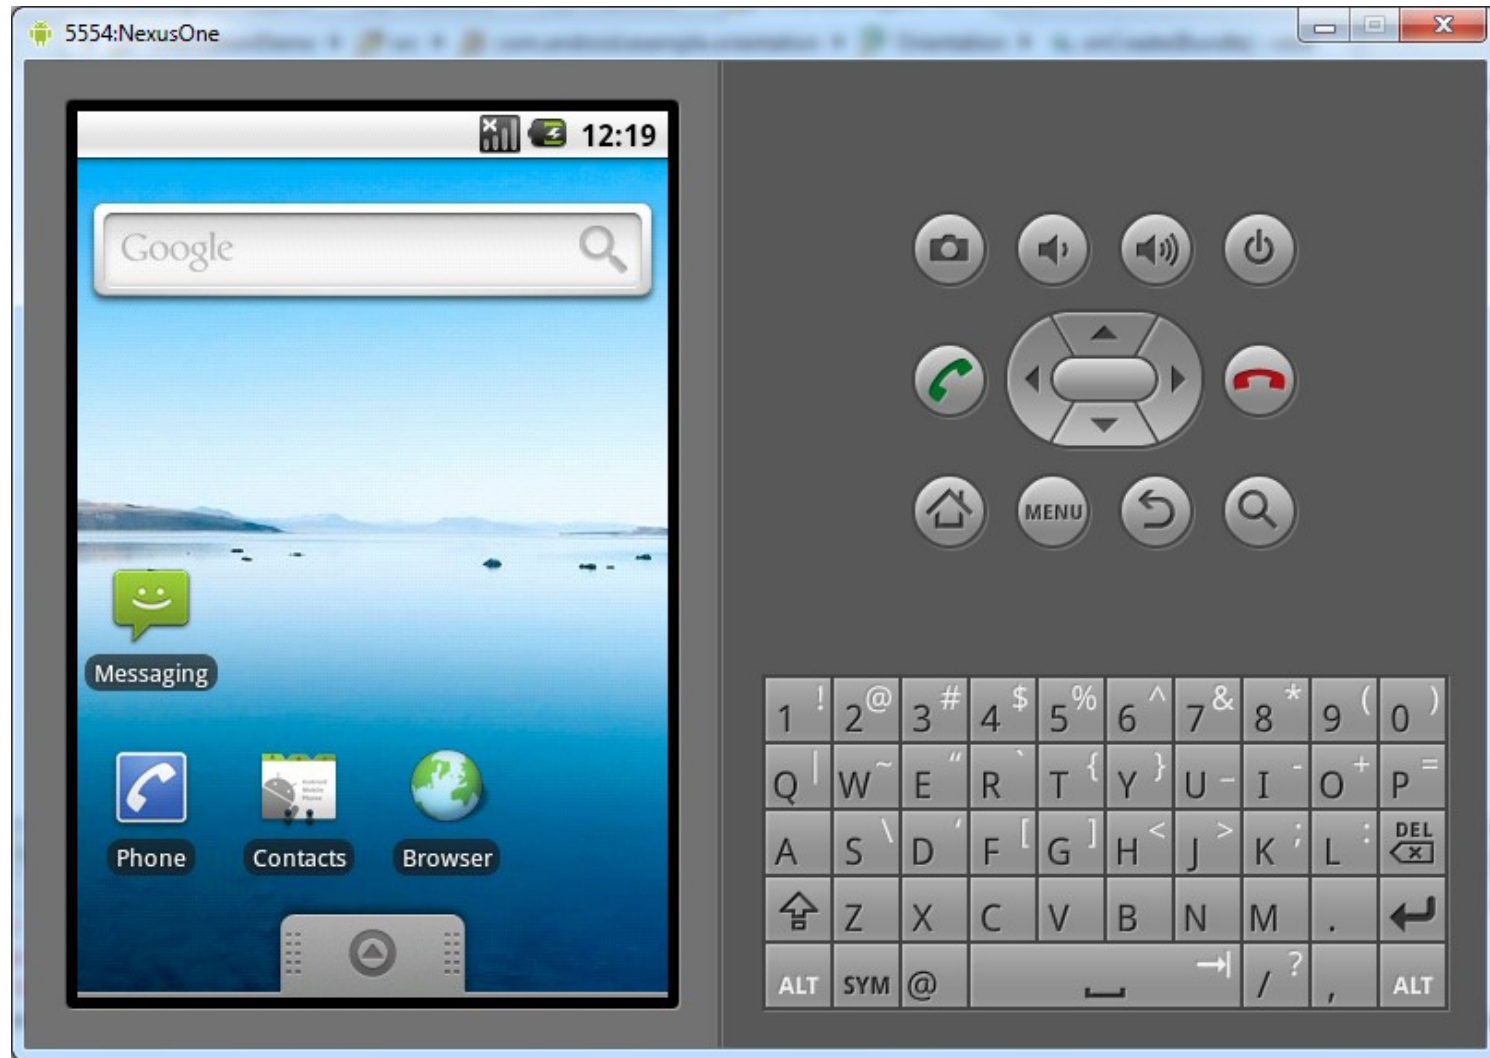 5554:NexusOne
12:19
Google
Messaging
Phone Contacts Browser
MENU
1 ! 2 @ 3 # 4 $ 5 % 6 ^ 7 & 8 * 9 ( 0 )
Q | W ~ E " R ` T { Y } U _ I - O + P =
A S \ D ' F [ G ] H < J > K ; L : DEL
Z X C V B N M .
ALT SYM @ / ? , ALT